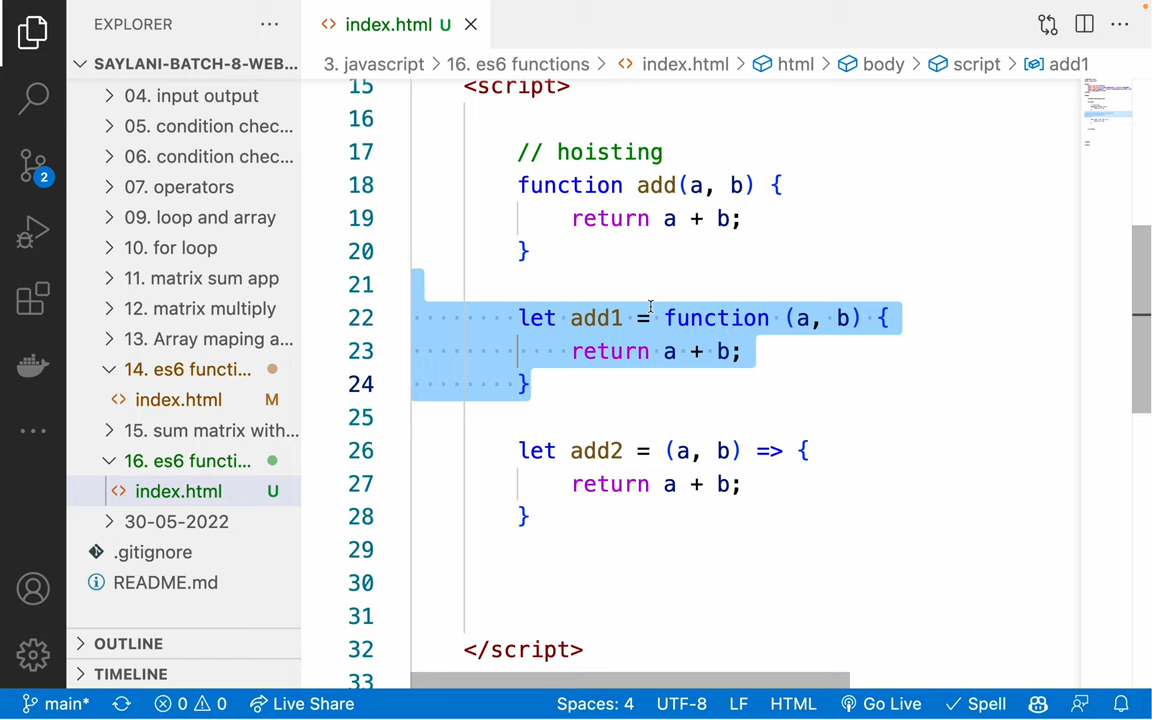 EXPLORER
index.html U
SAYLANI-BATCH-8-WEB...
3. javascript > 16. es6 functions > index.html > html > body > script > add1
04. input output
05. condition chec...
06. condition chec...
07. operators
09. loop and array
10. for loop
11. matrix sum app
12. matrix multiply
13. Array maping a...
14. es6 functi...
index.html M
15. sum matrix with...
16. es6 functi...
index.html U
30-05-2022
.gitignore
README.md
OUTLINE
TIMELINE
2
15 <script>
16
17 // hoisting
18 function add(a, b) {
19 return a + b;
20 }
21
22 let add1 = function (a, b) {
23 return a + b;
24 }
25
26 let add2 = (a, b) => {
27 return a + b;
28 }
29
30
31
32 </script>
33
main* 0 0 Live Share Spaces: 4 UTF-8 LF HTML Go Live Spell